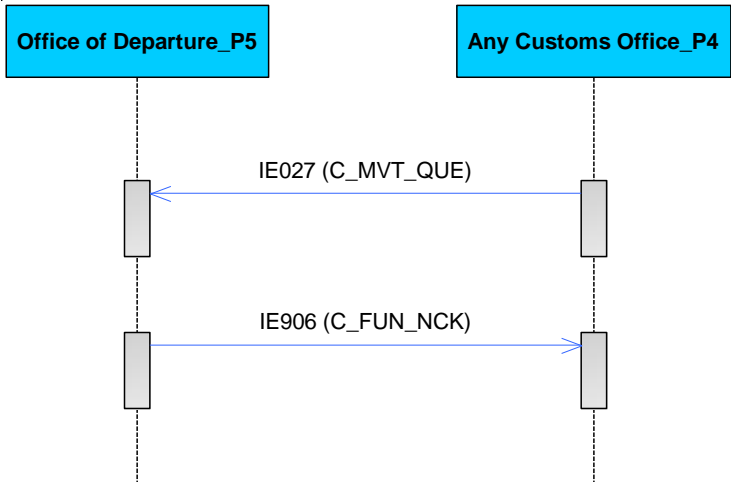 Office of Departure_P5
Any Customs Office_P4
IE027 (C_MVT_QUE)
IE906 (C_FUN_NCK)